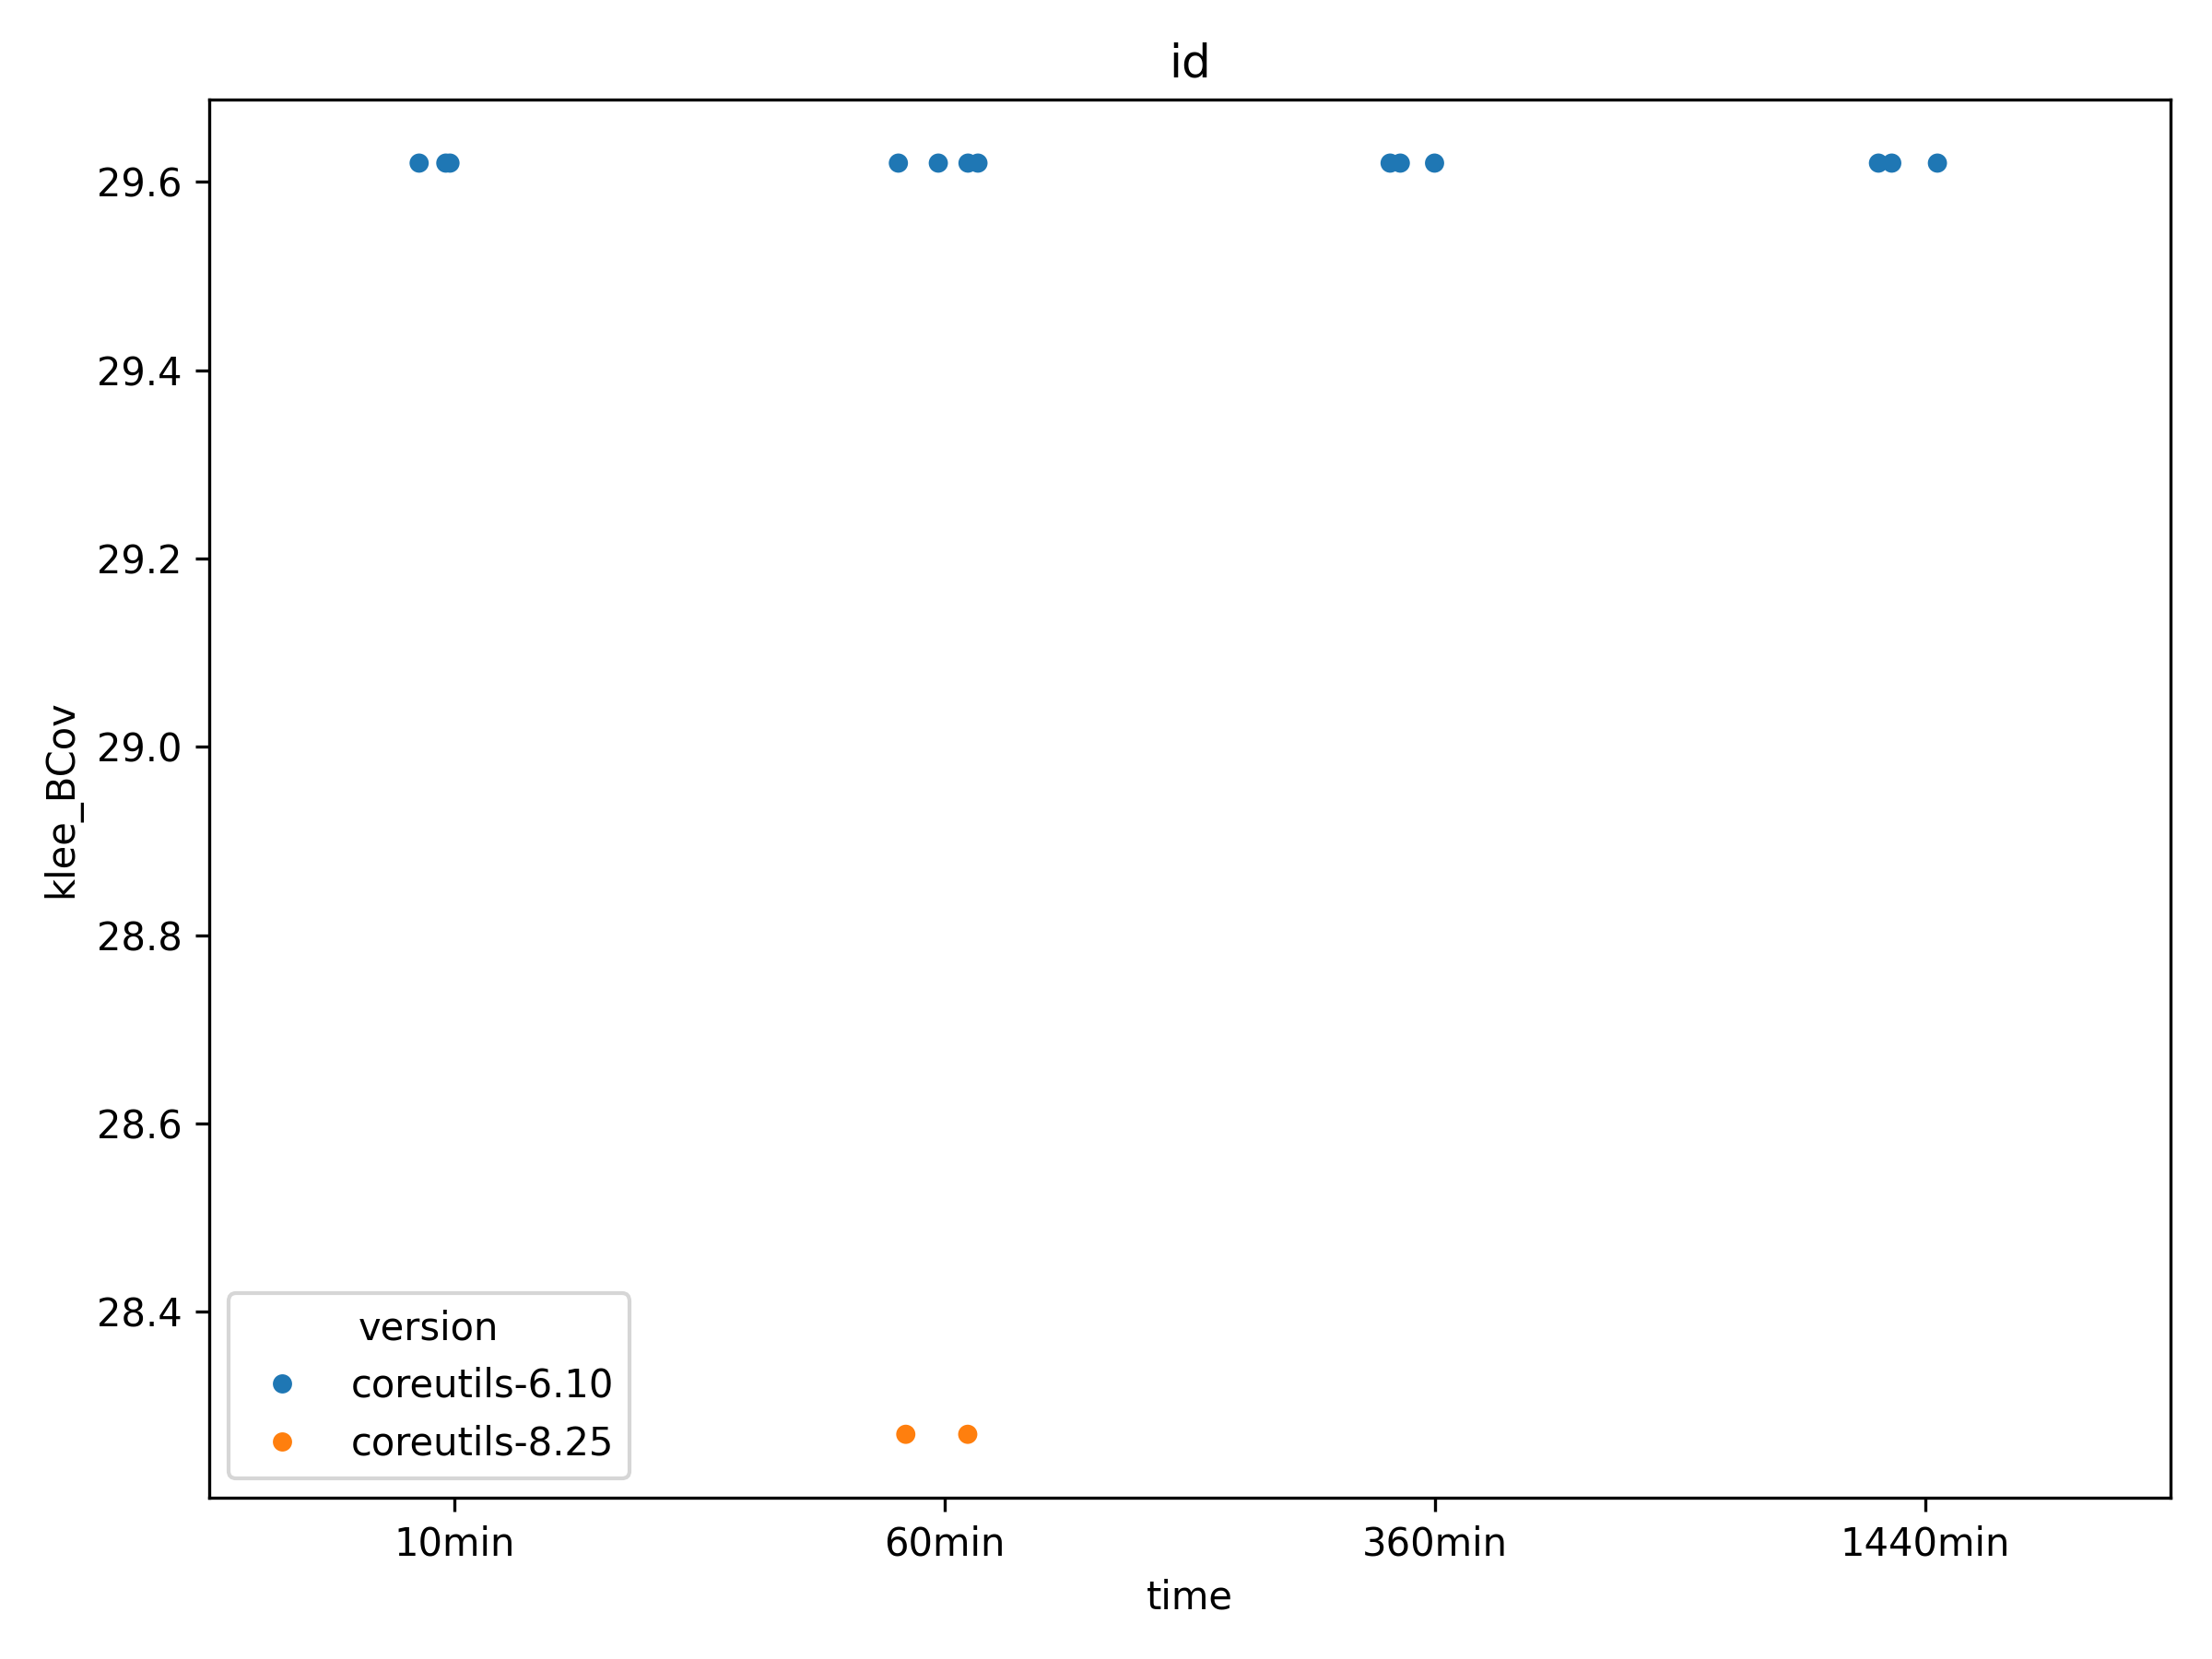 id
29.6
29.4
29.2
29.0
28.8
28.6
28.4
klee_BCov
version
coreutils-6.10
coreutils-8.25
10min 60min 360min 1440min
time